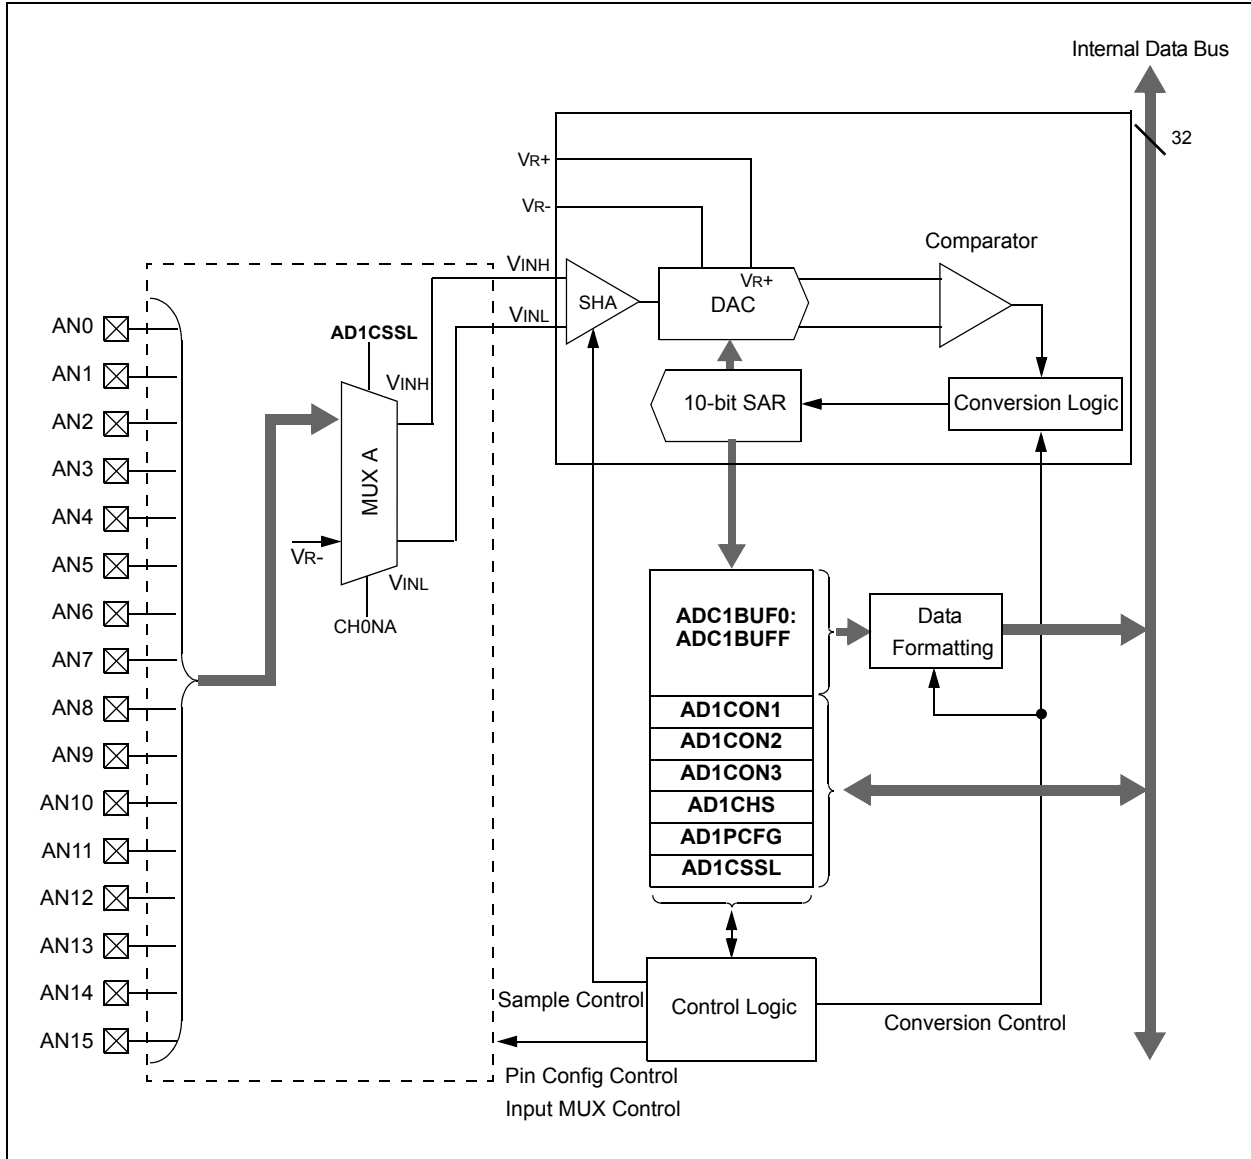 Internal Data Bus
32
VR+
VR-
Comparator
VINH
VINL
SHA
VR+
DAC
AN0
AN1
AN2
AN3
AN4
AN5
AN6
AN7
AN8
AN9
AN10
AN11
AN12
AN13
AN14
AN15
AD1CSSL
VINH
MUX A
VR-
VINL
CH0NA
10-bit SAR
Conversion Logic
ADC1BUF0:
ADC1BUFF
Data
Formatting
AD1CON1
AD1CON2
AD1CON3
AD1CHS
AD1PCFG
AD1CSSL
Sample Control
Control Logic
Conversion Control
Pin Config Control
Input MUX Control